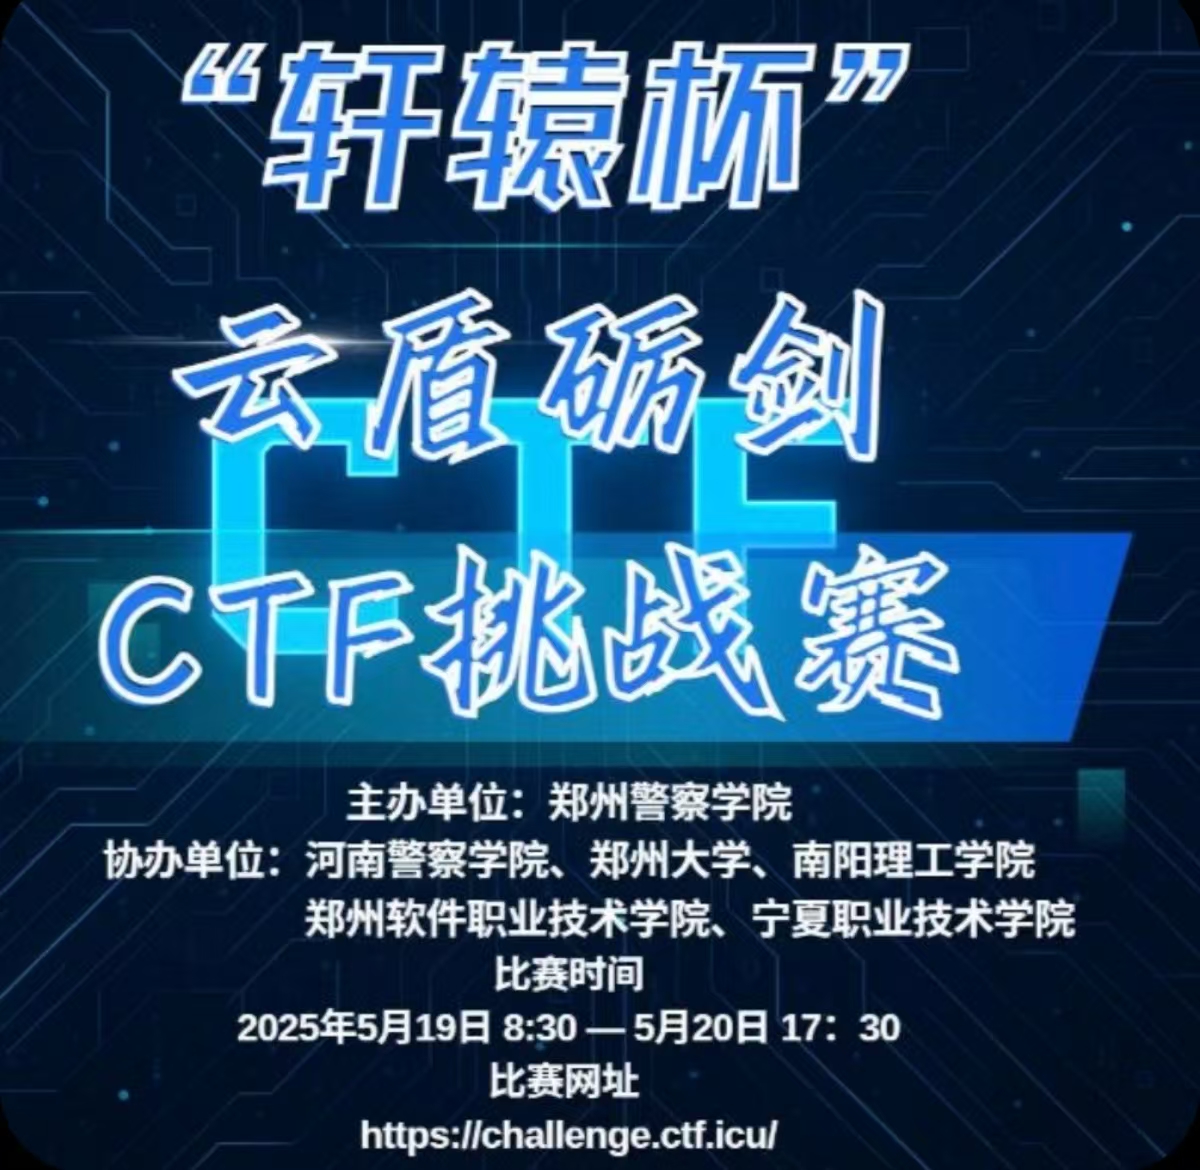 “轩辕杯”
云盾砺剑
CTF
CTF挑战赛
主办单位：郑州警察学院
协办单位：河南警察学院、郑州大学、南阳理工学院
郑州软件职业技术学院、宁夏职业技术学院
比赛时间
2025年5月19日 8:30 — 5月20日 17：30
比赛网址
https://challenge.ctf.icu/